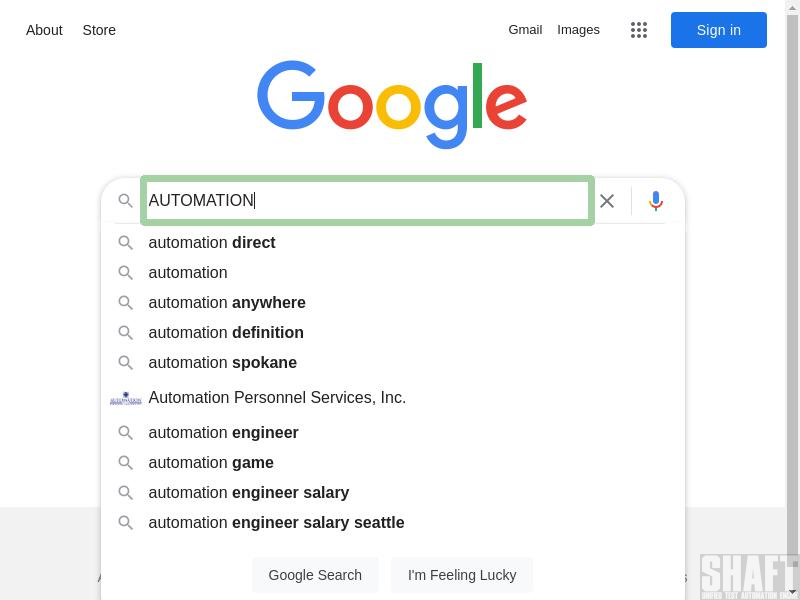 About Store Gmail Images Sign in
Google
AUTOMATION
automation direct
automation
automation anywhere
automation definition
automation spokane
Automation Personnel Services, Inc.
automation engineer
automation game
automation engineer salary
automation engineer salary seattle
Google Search I'm Feeling Lucky
SHAFT